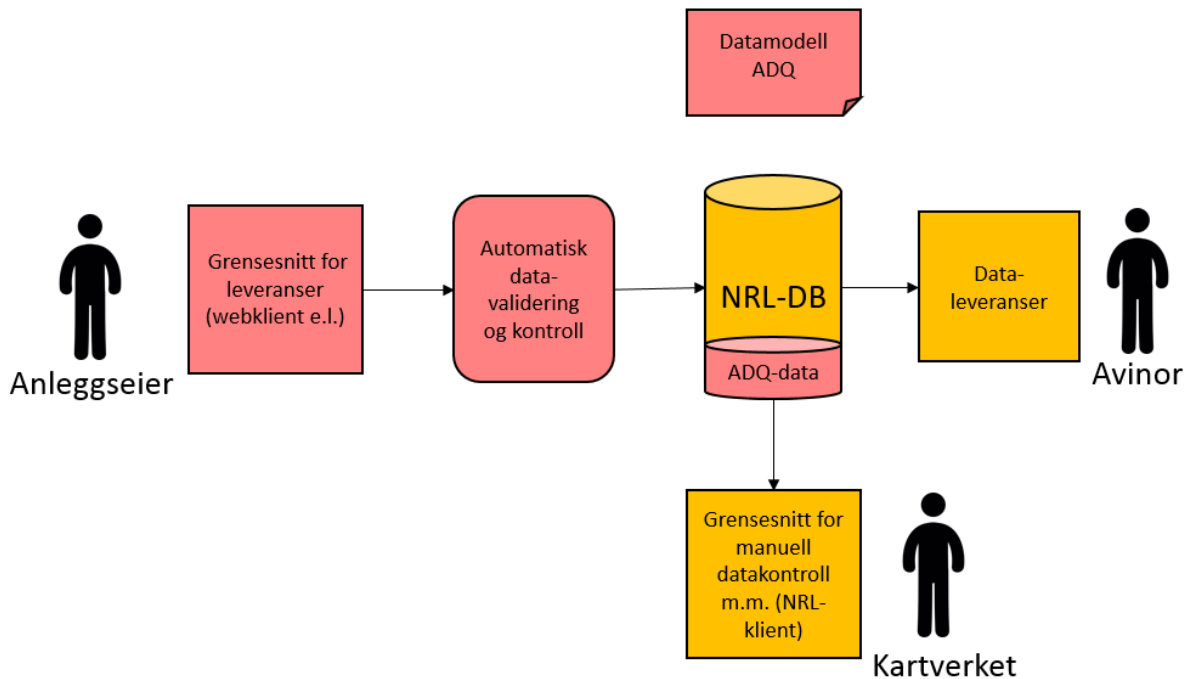 Datamodell
ADQ
Grensesnitt for
leveranser
(webklient e.l.)
Anleggseier
Automatisk
data-
validering
og kontroll
NRL-DB
ADQ-data
Data-
leveranser
Avinor
Grensesnitt for
manuell
datakontroll
m.m. (NRL-
klient)
Kartverket